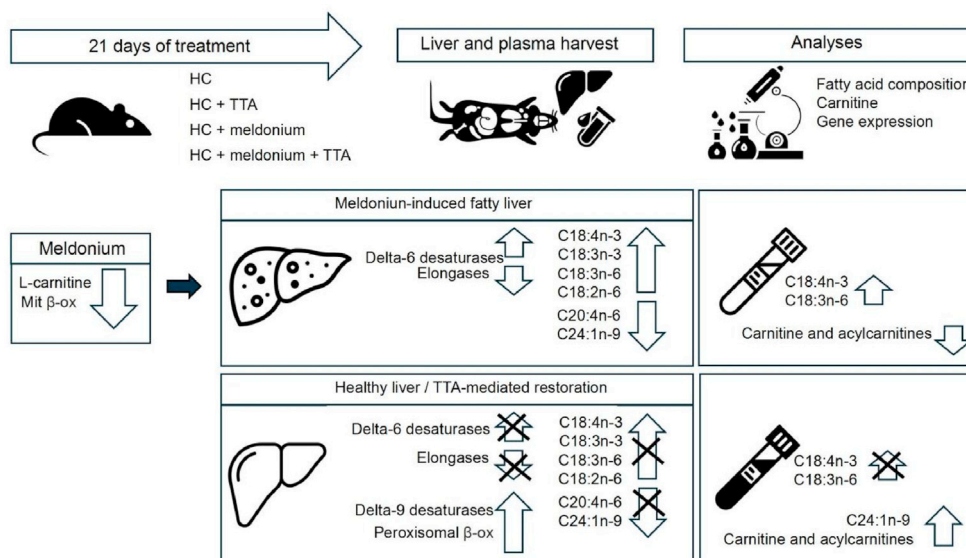 21 days of treatment
HC
HC + TTA
HC + meldonium
HC + meldonium + TTA
Liver and plasma harvest
Analyses
Fatty acid composition
Carnitine
Gene expression
Meldonium
L-carnitine
Mit β-ox
Meldoniun-induced fatty liver
Delta-6 desaturases
Elongases
C18:4n-3
C18:3n-3
C18:3n-6
C18:2n-6
C20:4n-6
C24:1n-9
C18:4n-3
C18:3n-6
Carnitine and acylcarnitines
Healthy liver / TTA-mediated restoration
Delta-6 desaturases
Elongases
Delta-9 desaturases
Peroxisomal β-ox
C18:4n-3
C18:3n-3
C18:3n-6
C18:2n-6
C20:4n-6
C24:1n-9
C18:4n-3
C18:3n-6
C24:1n-9
Carnitine and acylcarnitines